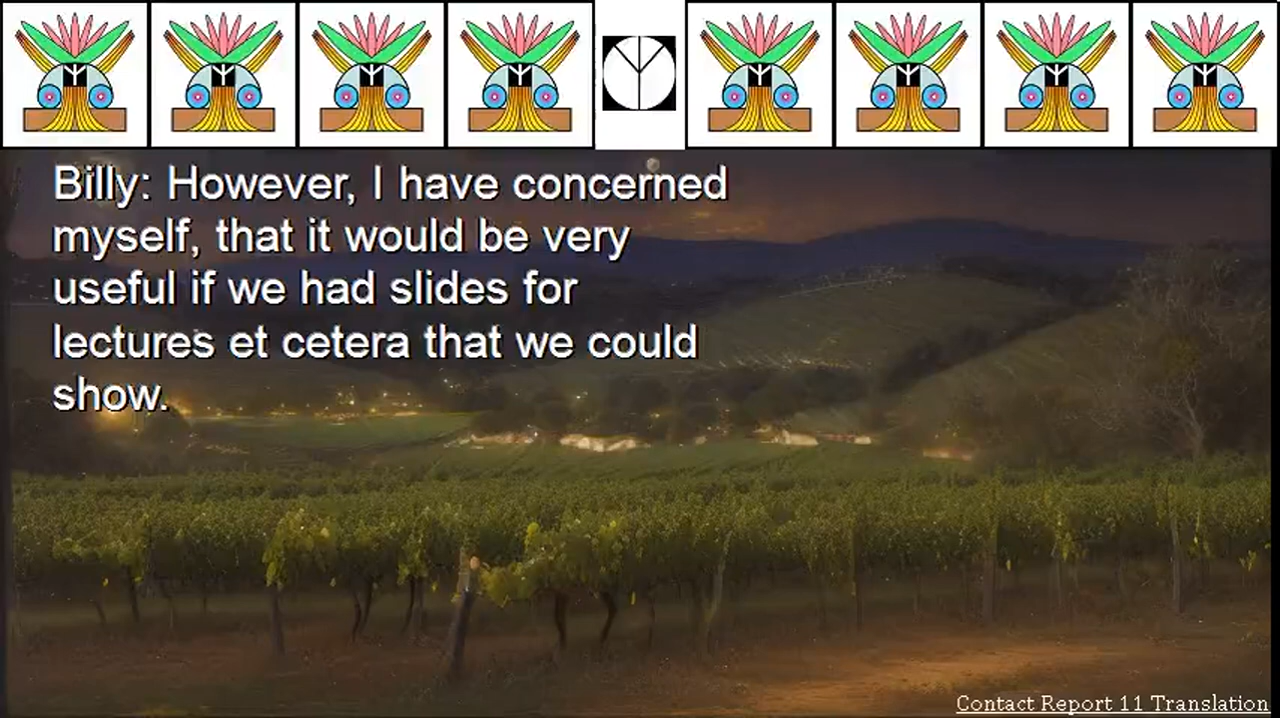 Billy: However, I have concerned
myself, that it would be very
useful if we had slides for
lectures et cetera that we could
show.
Contact Report 11 Translation